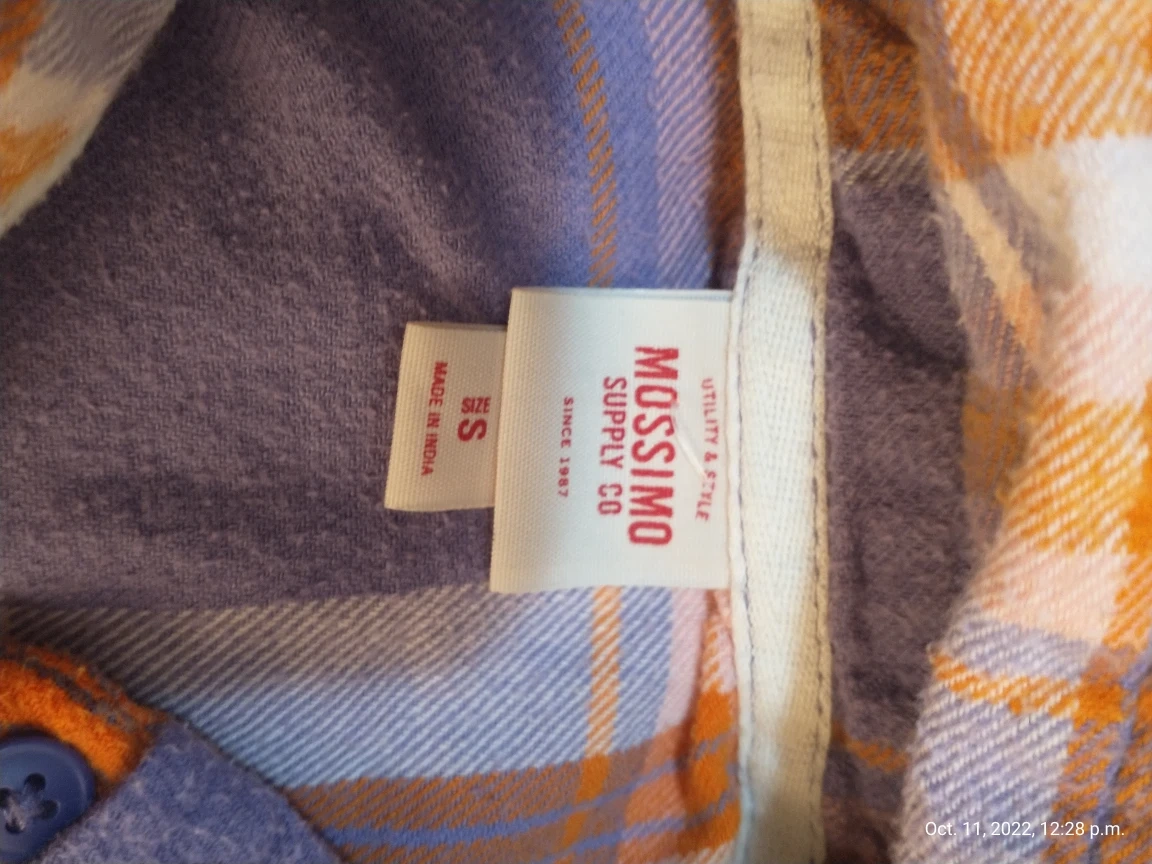 UTILITY & STYLE
MOSSIMO
SUPPLY CO
SINCE 1987
SIZE
S
MADE IN INDIA
Oct. 11, 2022, 12:28 p.m.